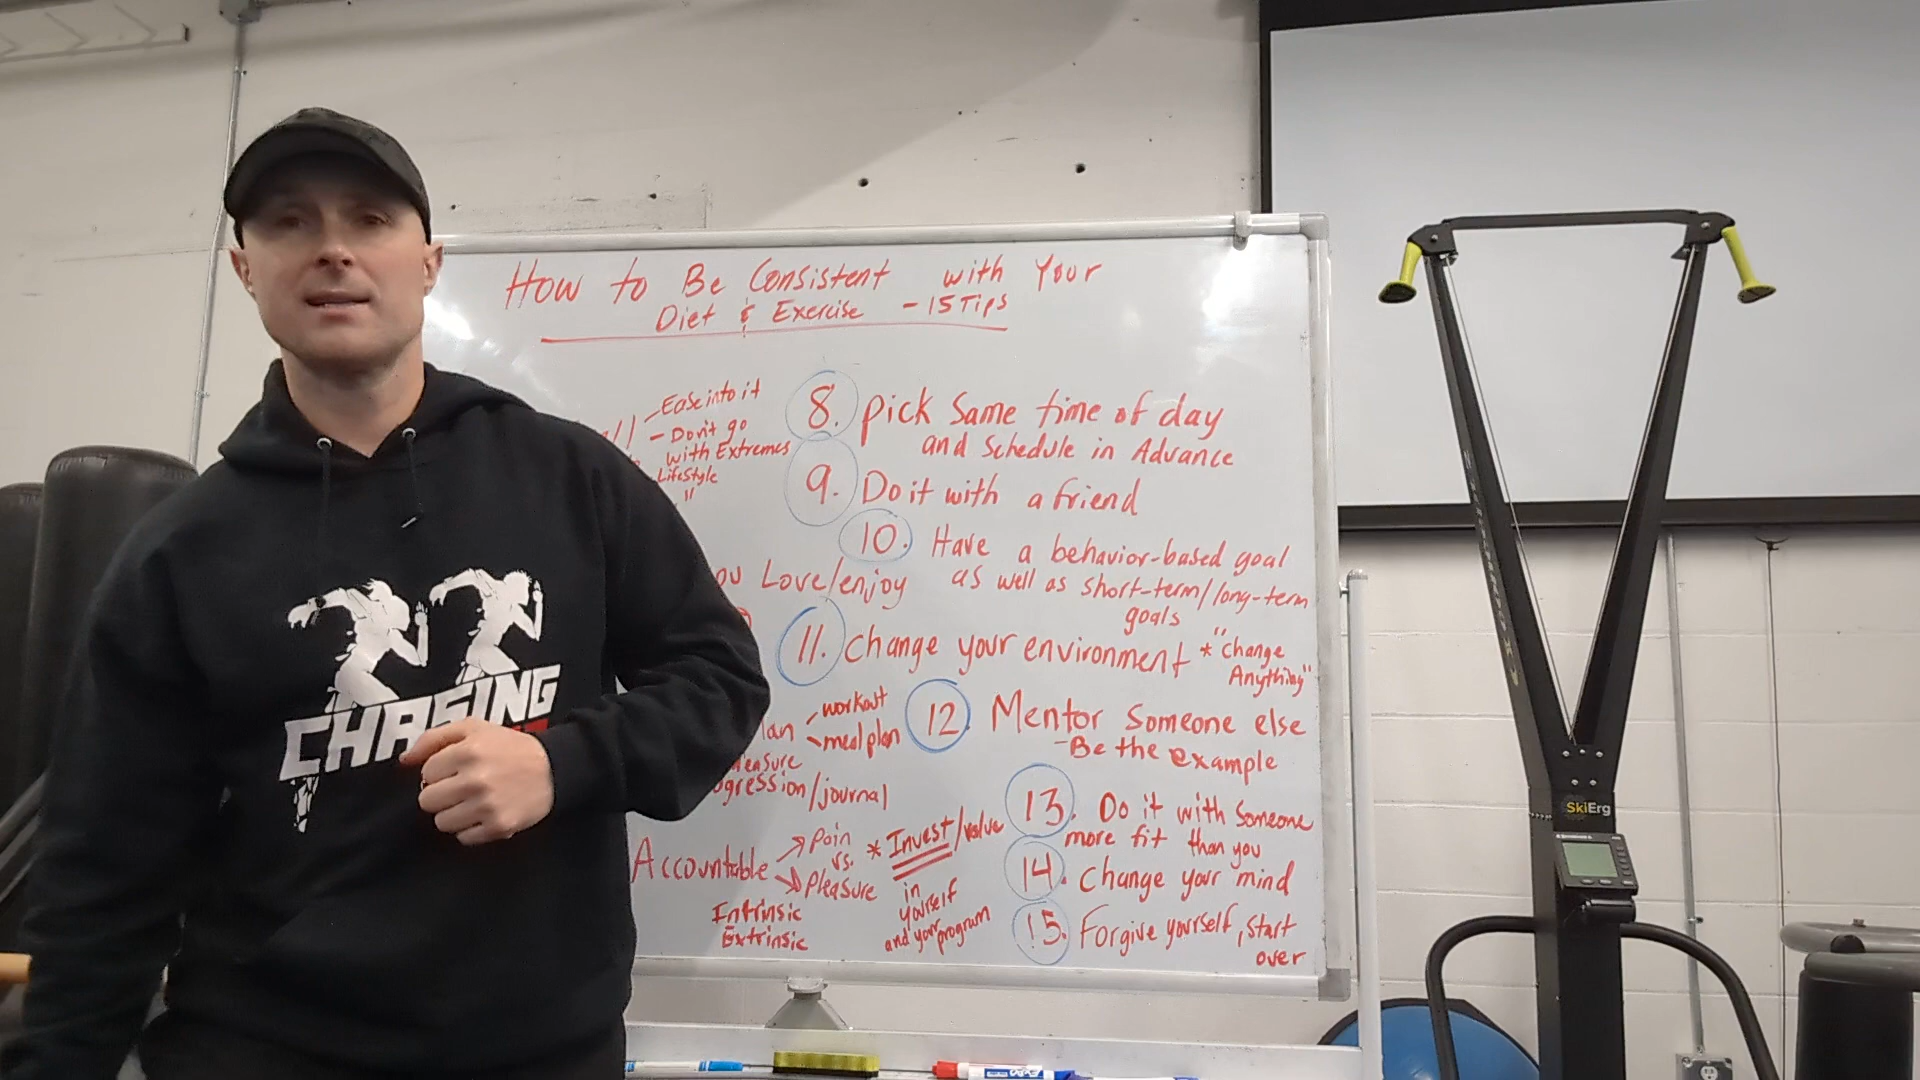 How to Be Consistent with Your
Diet & Exercise - 15 Tips
Ease into it
- Don't go
with Extremes
Lifestyle
"
Love/enjoy
workout
meal plan
/journal
Accountable
Pain
vs.
Pleasure
* Invest/value
in
yourself
and your program
Intrinsic
Extrinsic
8. Pick Same time of day
and Schedule in Advance
9. Do it with a friend
10. Have a behavior-based goal
as well as short-term/long-term
goals
11. Change your environment * "Change
Anything"
12. Mentor Someone else
- Be the example
13. Do it with Someone
more fit than you
14. Change your mind
15. Forgive yourself, Start
over
CHASING
SkiErg
EXPO